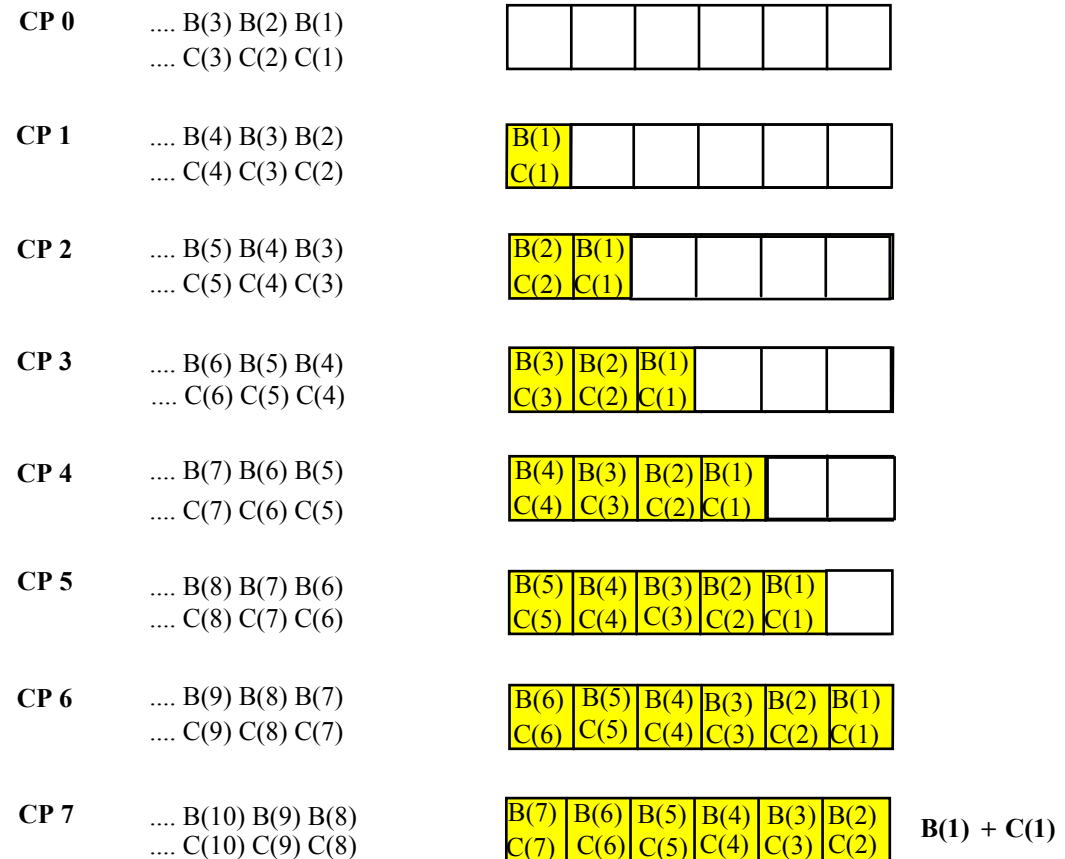 CP 0 .... B(3) B(2) B(1)
.... C(3) C(2) C(1)
CP 1 .... B(4) B(3) B(2) B(1)
.... C(4) C(3) C(2) C(1)
CP 2 .... B(5) B(4) B(3) B(2) B(1)
.... C(5) C(4) C(3) C(2) C(1)
CP 3 .... B(6) B(5) B(4) B(3) B(2) B(1)
.... C(6) C(5) C(4) C(3) C(2) C(1)
CP 4 .... B(7) B(6) B(5) B(4) B(3) B(2) B(1)
.... C(7) C(6) C(5) C(4) C(3) C(2) C(1)
CP 5 .... B(8) B(7) B(6) B(5) B(4) B(3) B(2) B(1)
.... C(8) C(7) C(6) C(5) C(4) C(3) C(2) C(1)
CP 6 .... B(9) B(8) B(7) B(6) B(5) B(4) B(3) B(2) B(1)
.... C(9) C(8) C(7) C(6) C(5) C(4) C(3) C(2) C(1)
CP 7 .... B(10) B(9) B(8) B(7) B(6) B(5) B(4) B(3) B(2) B(1) + C(1)
.... C(10) C(9) C(8) C(7) C(6) C(5) C(4) C(3) C(2)